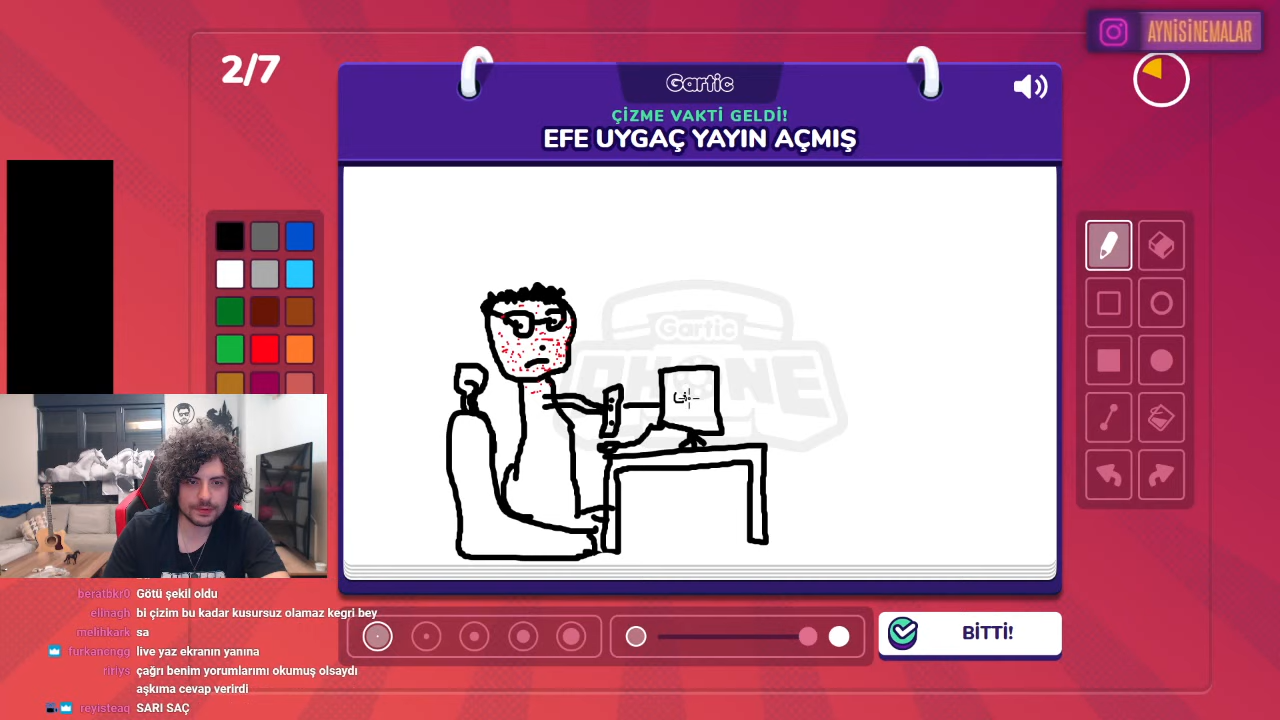 AYNiSiNEMALAR
2/7
Gartic
ÇİZME VAKTİ GELDİ!
EFE UYGAÇ YAYIN AÇMIŞ
Gartic
PHONE
beratbkr0 Götü şekil oldu
elinagh bi çizim bu kadar kusursuz olamaz kegri bey
melihkark sa
furkancngg live yaz ekranın yanına
ririys çağrı benim yorumlarımı okumuş olsaydı
aşkıma cevap verirdi
reyisteaq SARI SAÇ
BİTTİ!